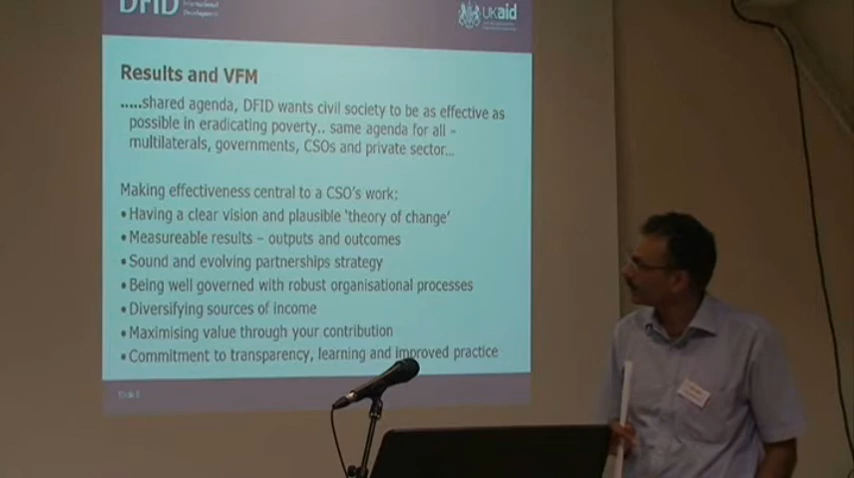 DFID
International
Development
UKaid
Results and VFM
.....shared agenda, DFID wants civil society to be as effective as
possible in eradicating poverty.. same agenda for all –
multilaterals, governments, CSOs and private sector...
Making effectiveness central to a CSO's work:
•Having a clear vision and plausible 'theory of change'
•Measureable results – outputs and outcomes
•Sound and evolving partnerships strategy
•Being well governed with robust organisational processes
•Diversifying sources of income
•Maximising value through your contribution
•Commitment to transparency, learning and improved practice